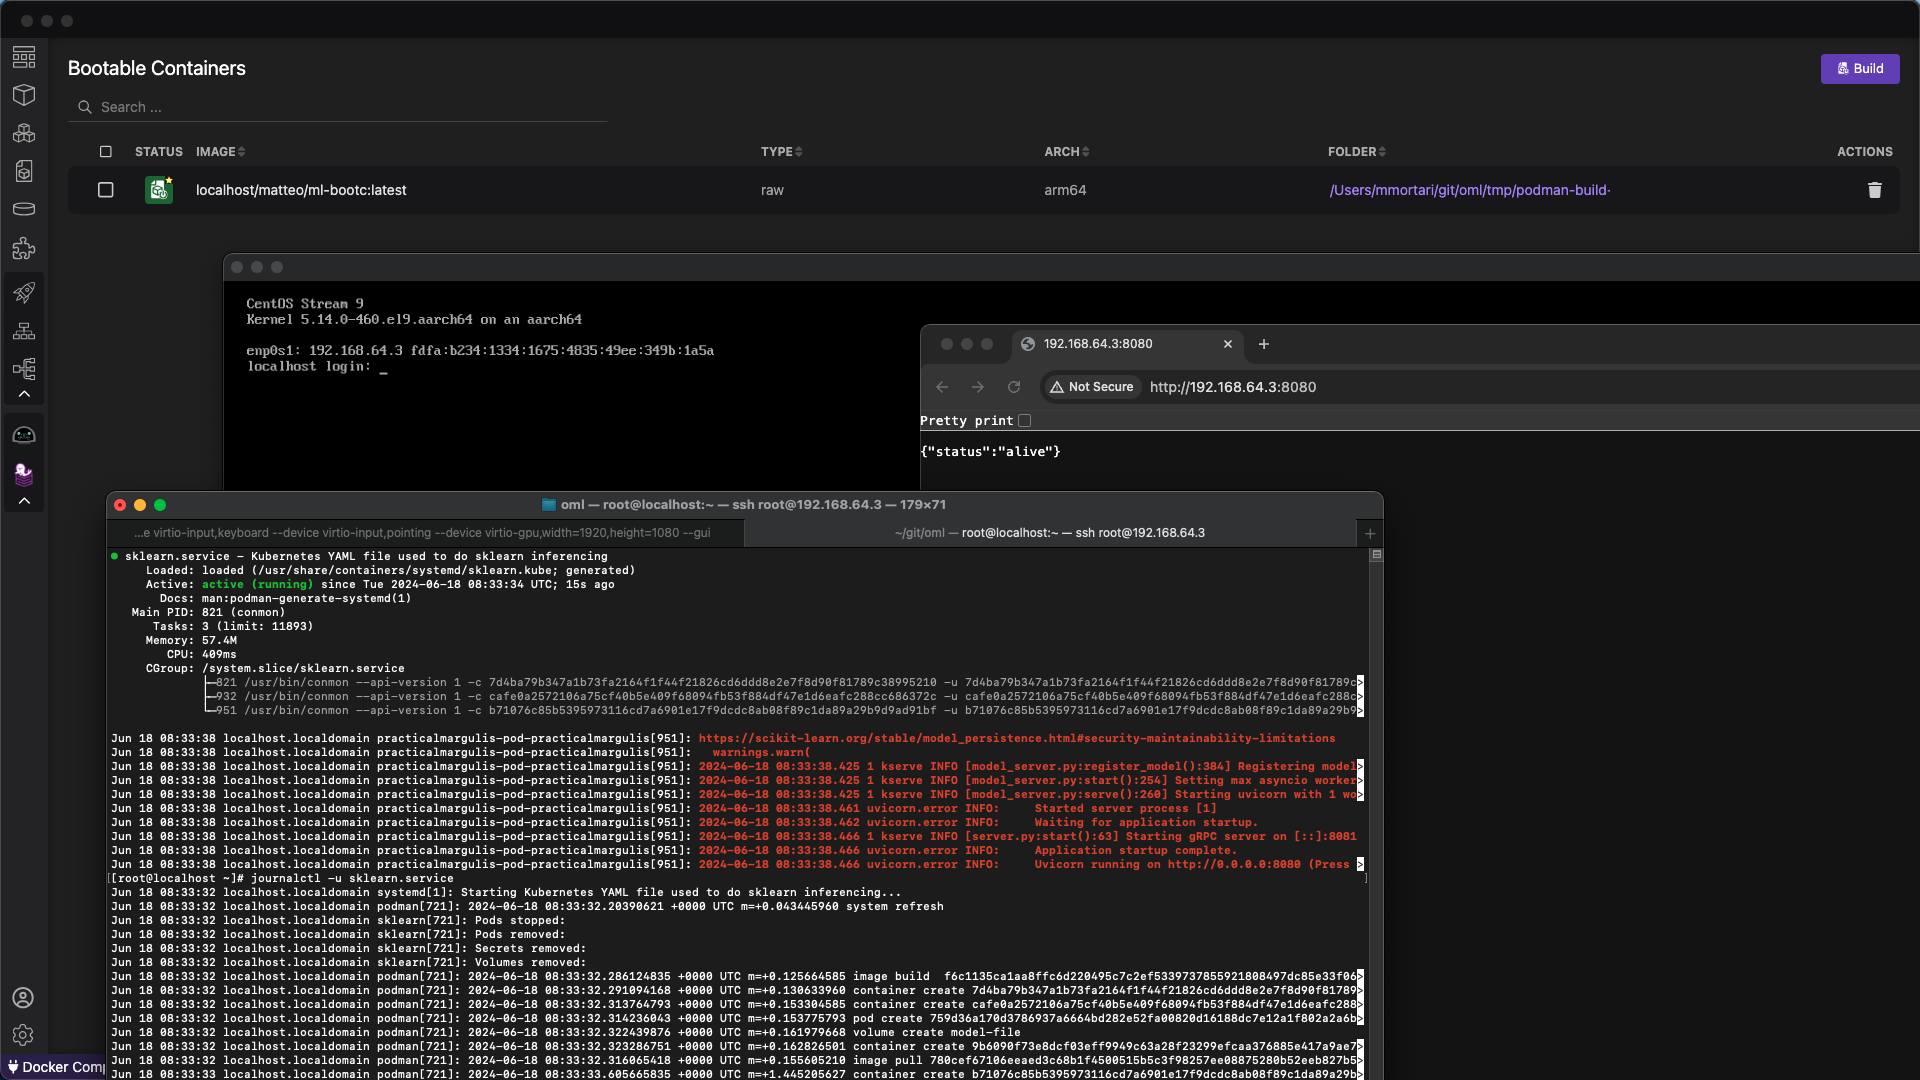 Bootable Containers
Build
Search ...
STATUS IMAGE TYPE ARCH FOLDER ACTIONS
localhost/matteo/ml-bootc:latest raw arm64 /Users/mmortari/git/oml/tmp/podman-build-
CentOS Stream 9
Kernel 5.14.0-460.el9.aarch64 on an aarch64
enp0s1: 192.168.64.3 fdfa:b234:1334:1675:4835:49ee:349b:1a5a
localhost login: _
192.168.64.3:8080
Not Secure http://192.168.64.3:8080
Pretty print
{"status":"alive"}
oml — root@localhost:~ — ssh root@192.168.64.3 — 179×71
...e virtio-input,keyboard --device virtio-input,pointing --device virtio-gpu,width=1920,height=1080 --gui
~/git/oml — root@localhost:~ — ssh root@192.168.64.3
● sklearn.service - Kubernetes YAML file used to do sklearn inferencing
Loaded: loaded (/usr/share/containers/systemd/sklearn.kube; generated)
Active: active (running) since Tue 2024-06-18 08:33:34 UTC; 15s ago
Docs: man:podman-generate-systemd(1)
Main PID: 821 (conmon)
Tasks: 3 (limit: 11893)
Memory: 57.4M
CPU: 409ms
CGroup: /system.slice/sklearn.service
├─821 /usr/bin/conmon --api-version 1 -c 7d4ba79b347a1b73fa2164f1f44f21826cd6ddd8e2e7f8d90f81789c38995210 -u 7d4ba79b347a1b73fa2164f1f44f21826cd6ddd8e2e7f8d90f81789c>
├─932 /usr/bin/conmon --api-version 1 -c cafe0a2572106a75cf40b5e409f68094fb53f884df47e1d6eafc288cc686372c -u cafe0a2572106a75cf40b5e409f68094fb53f884df47e1d6eafc288c>
└─951 /usr/bin/conmon --api-version 1 -c b71076c85b5395973116cd7a6901e17f9dcdc8ab08f89c1da89a29b9d9ad91bf -u b71076c85b5395973116cd7a6901e17f9dcdc8ab08f89c1da89a29b9>
Jun 18 08:33:38 localhost.localdomain practicalmargulis-pod-practicalmargulis[951]: https://scikit-learn.org/stable/model_persistence.html#security-maintainability-limitations
Jun 18 08:33:38 localhost.localdomain practicalmargulis-pod-practicalmargulis[951]: warnings.warn(
Jun 18 08:33:38 localhost.localdomain practicalmargulis-pod-practicalmargulis[951]: 2024-06-18 08:33:38.425 1 kserve INFO [model_server.py:register_model():384] Registering model>
Jun 18 08:33:38 localhost.localdomain practicalmargulis-pod-practicalmargulis[951]: 2024-06-18 08:33:38.425 1 kserve INFO [model_server.py:start():254] Setting max asyncio worker>
Jun 18 08:33:38 localhost.localdomain practicalmargulis-pod-practicalmargulis[951]: 2024-06-18 08:33:38.425 1 kserve INFO [model_server.py:serve():260] Starting uvicorn with 1 wo>
Jun 18 08:33:38 localhost.localdomain practicalmargulis-pod-practicalmargulis[951]: 2024-06-18 08:33:38.461 uvicorn.error INFO: Started server process [1]
Jun 18 08:33:38 localhost.localdomain practicalmargulis-pod-practicalmargulis[951]: 2024-06-18 08:33:38.462 uvicorn.error INFO: Waiting for application startup.
Jun 18 08:33:38 localhost.localdomain practicalmargulis-pod-practicalmargulis[951]: 2024-06-18 08:33:38.466 1 kserve INFO [server.py:start():63] Starting gRPC server on [::]:8081
Jun 18 08:33:38 localhost.localdomain practicalmargulis-pod-practicalmargulis[951]: 2024-06-18 08:33:38.466 uvicorn.error INFO: Application startup complete.
Jun 18 08:33:38 localhost.localdomain practicalmargulis-pod-practicalmargulis[951]: 2024-06-18 08:33:38.466 uvicorn.error INFO: Uvicorn running on http://0.0.0.0:8080 (Press >
[[root@localhost ~]# journalctl -u sklearn.service ]
Jun 18 08:33:32 localhost.localdomain systemd[1]: Starting Kubernetes YAML file used to do sklearn inferencing...
Jun 18 08:33:32 localhost.localdomain podman[721]: 2024-06-18 08:33:32.20390621 +0000 UTC m=+0.043445960 system refresh
Jun 18 08:33:32 localhost.localdomain sklearn[721]: Pods stopped:
Jun 18 08:33:32 localhost.localdomain sklearn[721]: Pods removed:
Jun 18 08:33:32 localhost.localdomain sklearn[721]: Secrets removed:
Jun 18 08:33:32 localhost.localdomain sklearn[721]: Volumes removed:
Jun 18 08:33:32 localhost.localdomain podman[721]: 2024-06-18 08:33:32.286124835 +0000 UTC m=+0.125664585 image build f6c1135ca1aa8ffc6d220495c7c2ef5339737855921808497dc85e33f06>
Jun 18 08:33:32 localhost.localdomain podman[721]: 2024-06-18 08:33:32.291094168 +0000 UTC m=+0.130633960 container create 7d4ba79b347a1b73fa2164f1f44f21826cd6ddd8e2e7f8d90f81789>
Jun 18 08:33:32 localhost.localdomain podman[721]: 2024-06-18 08:33:32.313764793 +0000 UTC m=+0.153304585 container create cafe0a2572106a75cf40b5e409f68094fb53f884df47e1d6eafc288>
Jun 18 08:33:32 localhost.localdomain podman[721]: 2024-06-18 08:33:32.314236043 +0000 UTC m=+0.153775793 pod create 759d36a170d3786937a6664bd282e52fa00820d16188dc7e12a1f802a2a6b>
Jun 18 08:33:32 localhost.localdomain podman[721]: 2024-06-18 08:33:32.322439876 +0000 UTC m=+0.161979668 volume create model-file
Jun 18 08:33:32 localhost.localdomain podman[721]: 2024-06-18 08:33:32.323286751 +0000 UTC m=+0.162826501 container create 9b6090f73e8dcf03eff9949c63a28f23299efcaa376885e417a9ae7>
Jun 18 08:33:32 localhost.localdomain podman[721]: 2024-06-18 08:33:32.316065418 +0000 UTC m=+0.155605210 image pull 780cef67106eeaed3c68b1f4500515b5c3f98257ee08875280b52eeb827b5>
Jun 18 08:33:33 localhost.localdomain podman[721]: 2024-06-18 08:33:33.605665835 +0000 UTC m=+1.445205627 container create b71076c85b5395973116cd7a6901e17f9dcdc8ab08f89c1da89a29b>
Docker Comp